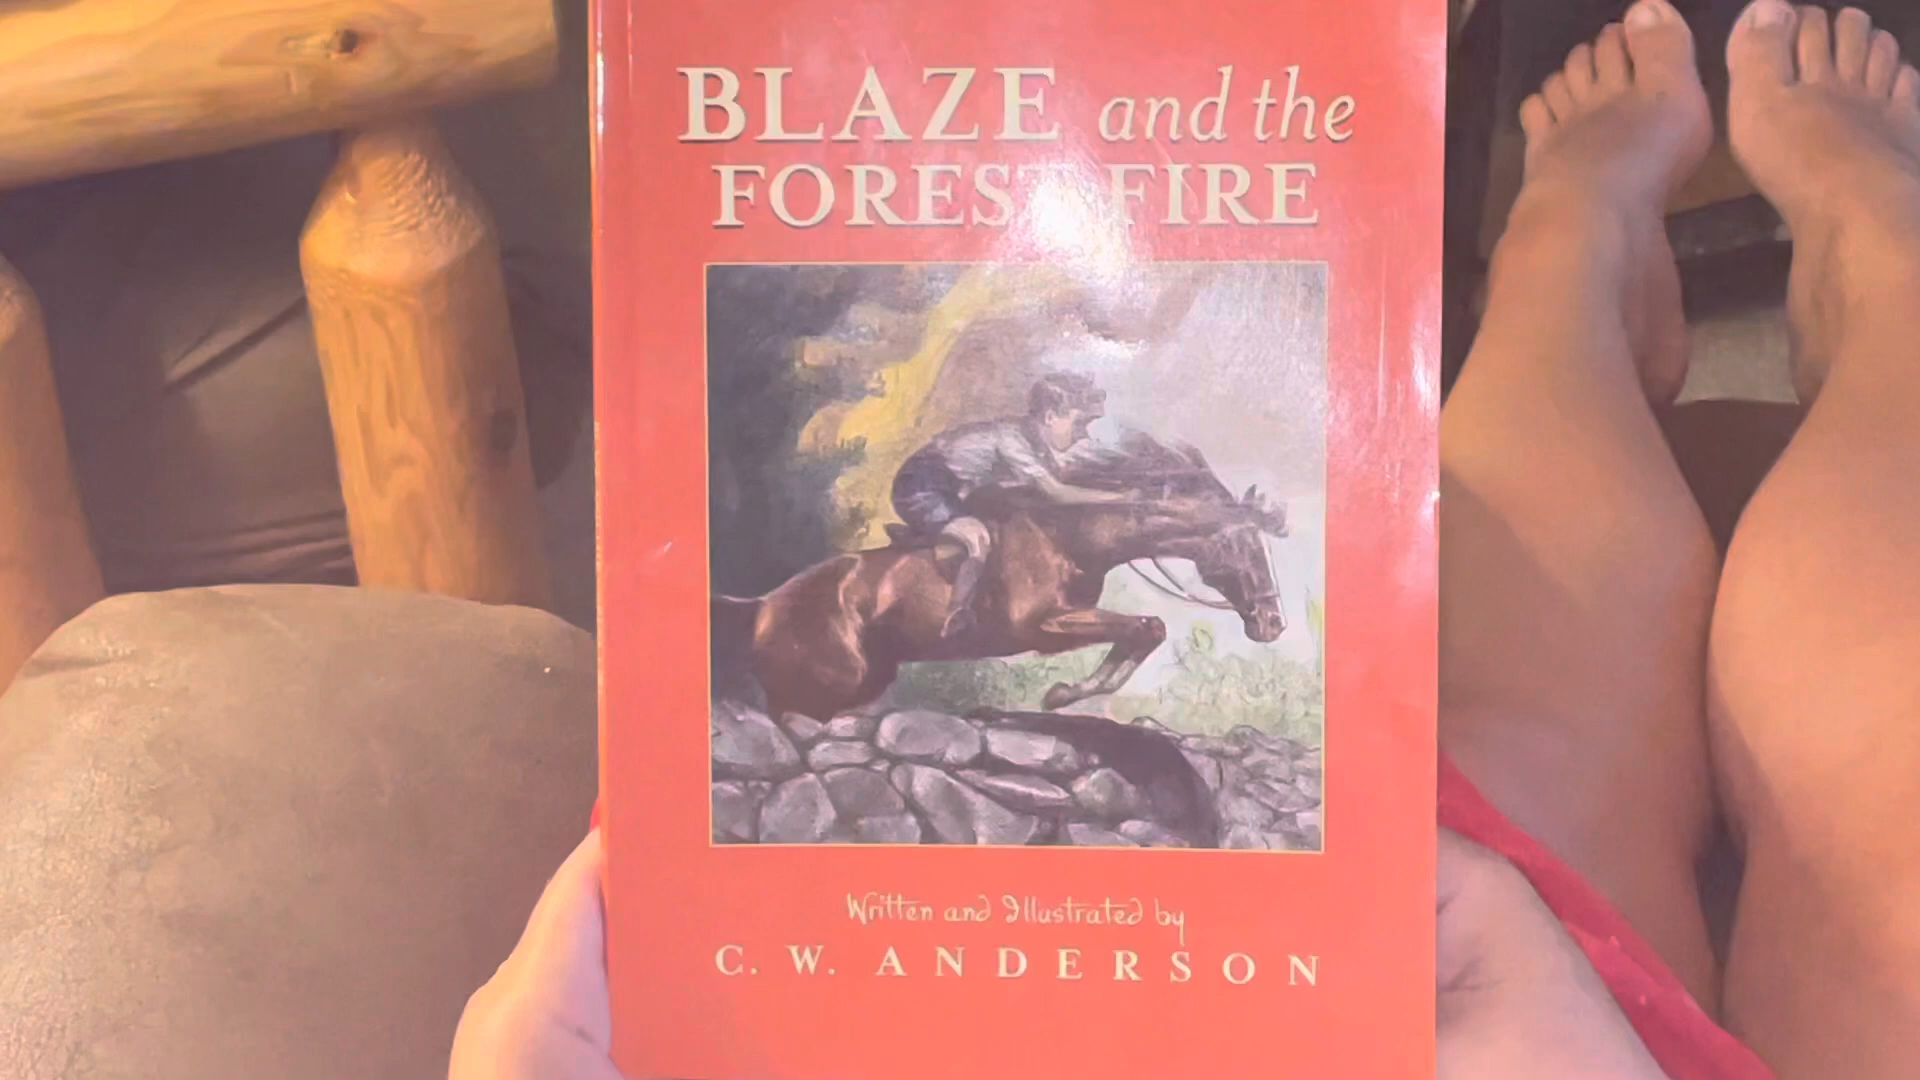 BLAZE and the
FOREST FIRE
Written and Illustrated by
C. W. ANDERSON